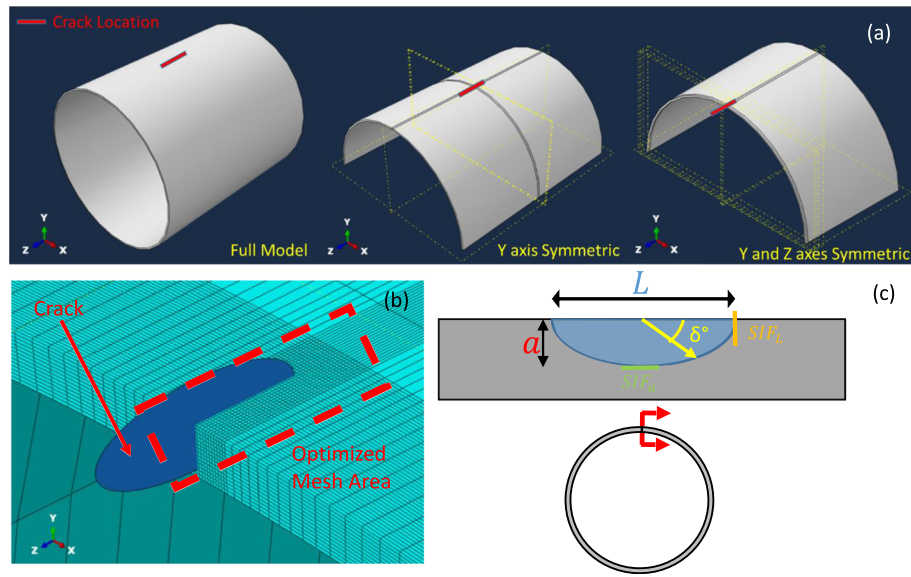 Crack Location
(a)
Y
Z
X
Full Model
Y
Z
X
Y axis Symmetric
Y
Z
X
Y and Z axes Symmetric
(b)
Crack
Optimized
Mesh Area
Y
Z
X
(c)
L
a
δ°
SIF_L
SIF_a